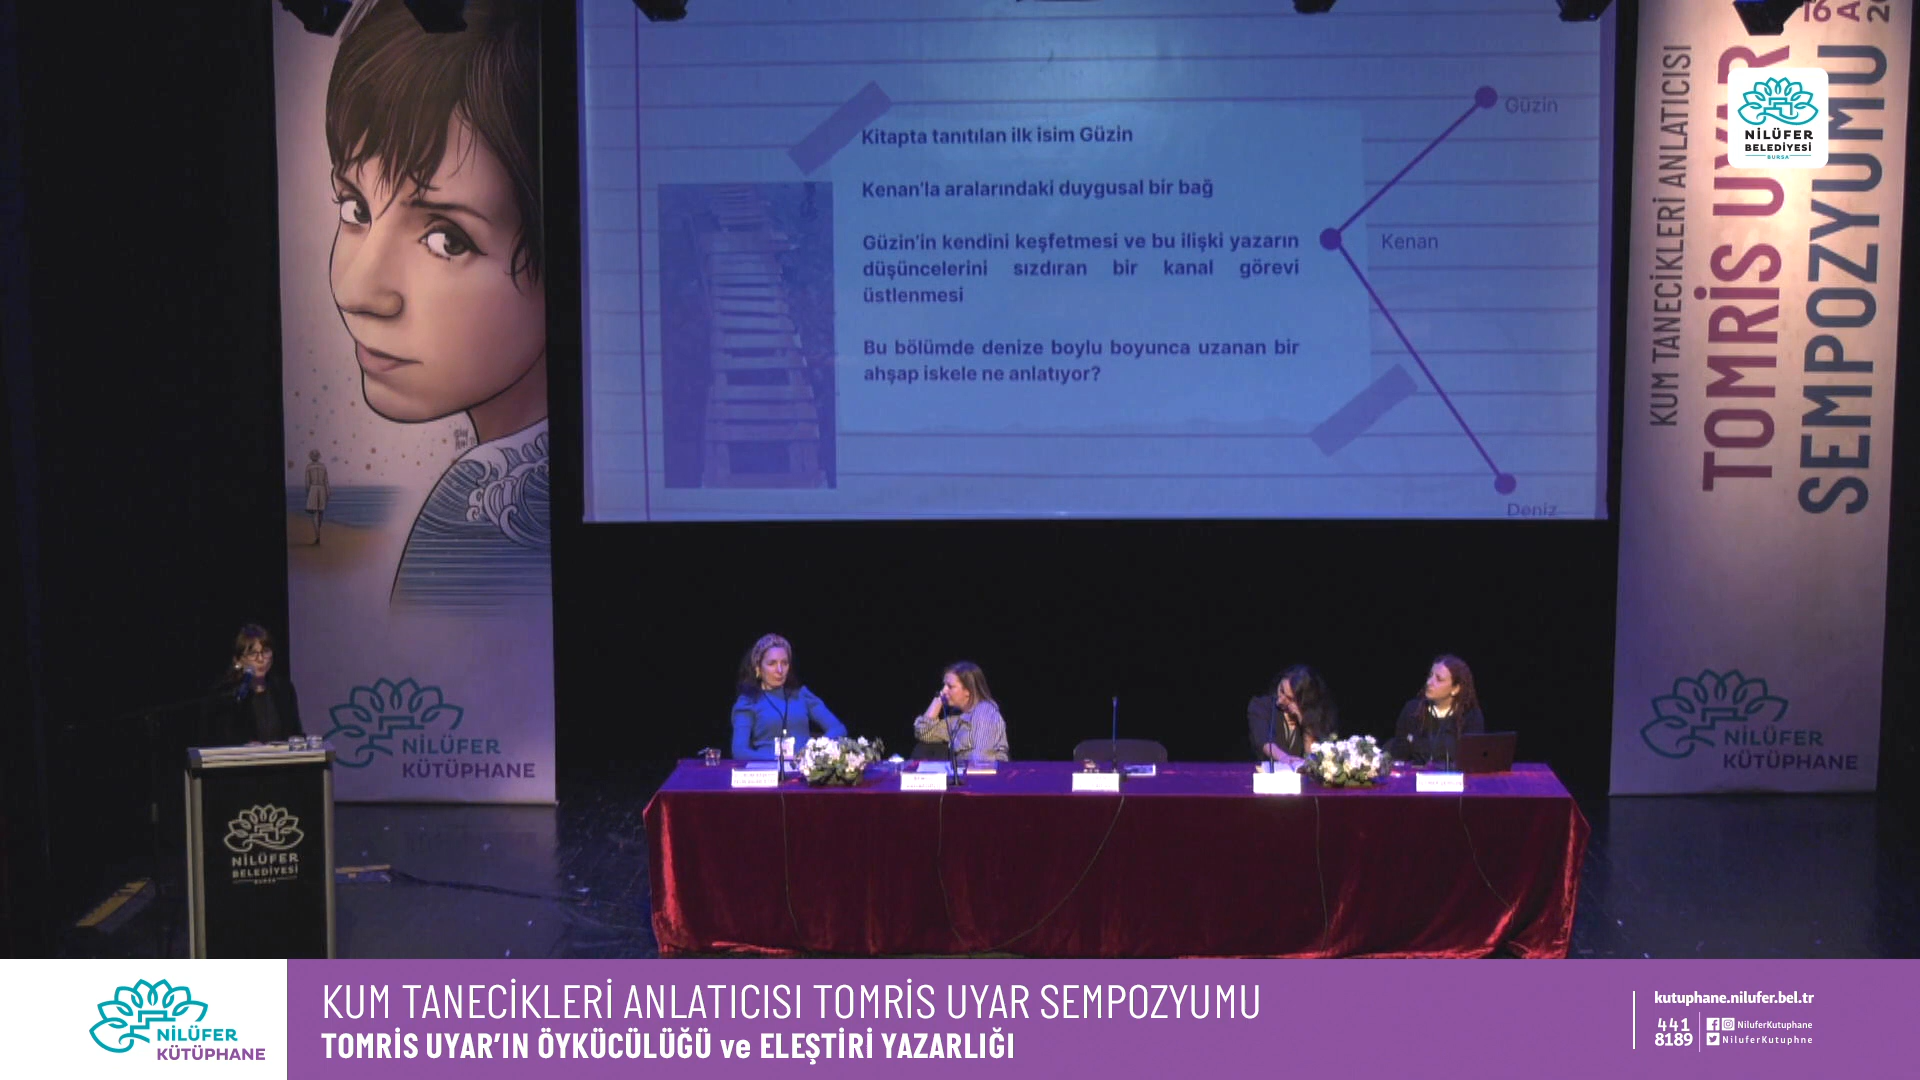 Kitapta tanıtılan ilk isim Güzin
Kenan'la aralarındaki duygusal bir bağ
Güzin'in kendini keşfetmesi ve bu ilişki yazarın
düşüncelerini sızdıran bir kanal görevi
üstlenmesi
Bu bölümde denize boylu boyunca uzanan bir
ahşap iskele ne anlatıyor?
Güzin
Kenan
Deniz
KUM TANECİKLERİ ANLATICISI
TOMRİS UYAR
SEMPOZYUMU
16
NİLÜFER
BELEDİYESİ
BURSA
NİLÜFER
KÜTÜPHANE
NİLÜFER
KÜTÜPHANE
NİLÜFER
BELEDİYESİ
BURSA
NİLÜFER
KÜTÜPHANE
KUM TANECİKLERİ ANLATICISI TOMRİS UYAR SEMPOZYUMU
TOMRİS UYAR'IN ÖYKÜCÜLÜĞÜ ve ELEŞTİRİ YAZARLIĞI
kutuphane.nilufer.bel.tr
441
8189
NiluferKutuphane
NiluferKutuphne